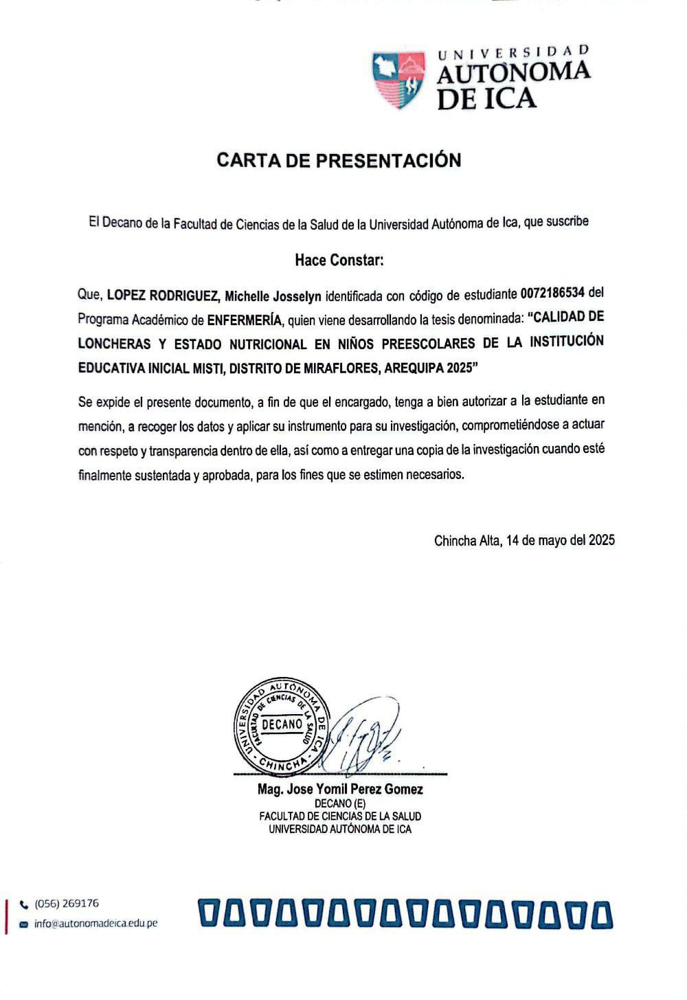 UNIVERSIDAD
AUTÓNOMA
DE ICA
CARTA DE PRESENTACIÓN
El Decano de la Facultad de Ciencias de la Salud de la Universidad Autónoma de Ica, que suscribe
Hace Constar:
Que, LOPEZ RODRIGUEZ, Michelle Josselyn identificada con código de estudiante 0072186534 del
Programa Académico de ENFERMERÍA, quien viene desarrollando la tesis denominada: “CALIDAD DE
LONCHERAS Y ESTADO NUTRICIONAL EN NIÑOS PREESCOLARES DE LA INSTITUCIÓN
EDUCATIVA INICIAL MISTI, DISTRITO DE MIRAFLORES, AREQUIPA 2025”
Se expide el presente documento, a fin de que el encargado, tenga a bien autorizar a la estudiante en
mención, a recoger los datos y aplicar su instrumento para su investigación, comprometiéndose a actuar
con respeto y transparencia dentro de ella, así como a entregar una copia de la investigación cuando esté
finalmente sustentada y aprobada, para los fines que se estimen necesarios.
Chincha Alta, 14 de mayo del 2025
UNIVERSIDAD AUTÓNOMA DE ICA
FACULTAD DE CIENCIAS DE LA SALUD
DECANO
- CHINCHA -
Mag. Jose Yomil Perez Gomez
DECANO (E)
FACULTAD DE CIENCIAS DE LA SALUD
UNIVERSIDAD AUTÓNOMA DE ICA
(056) 269176
info@autonomadeica.edu.pe